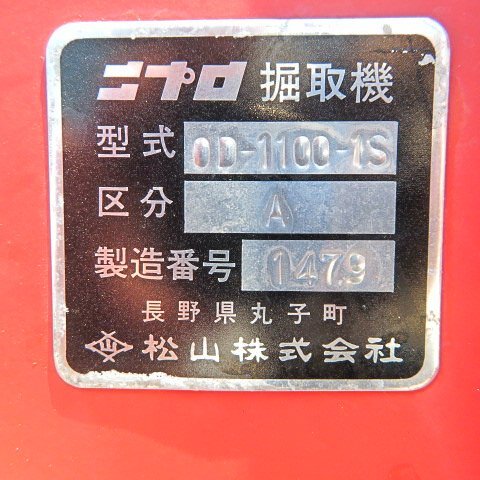 ニプロ 掘取機
型式 OD-1100-1S
区分 A
製造番号 1479
長野県丸子町
松山株式会社